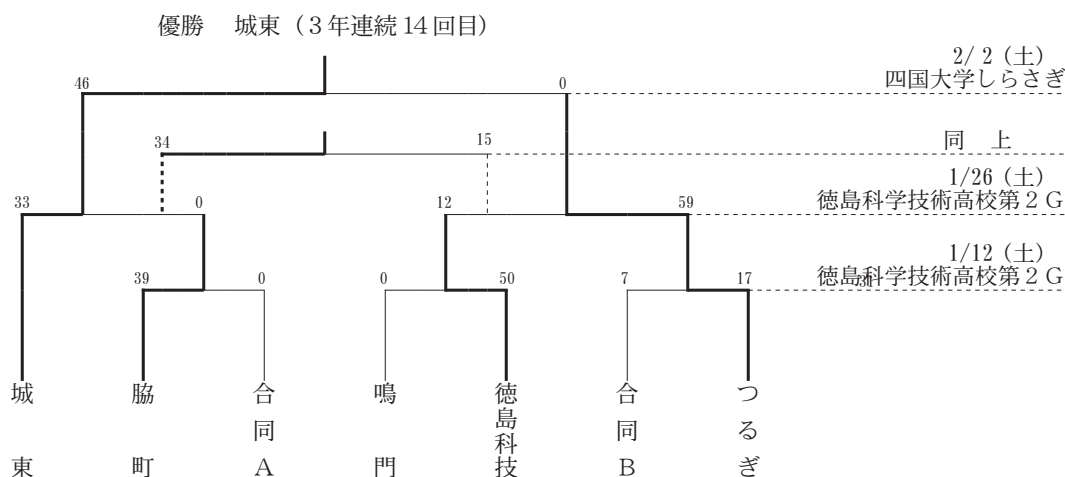 優勝　城東（３年連続14回目）
2/ 2（土）
四国大学しらさぎ
46
0
同　上
34
15
1/26（土）
徳島科学技術高校第２Ｇ
33
0
12
59
1/12（土）
徳島科学技術高校第２Ｇ
39
0
0
50
7
17
城東
脇町
合同Ａ
鳴門
徳島科技
合同Ｂ
つるぎ